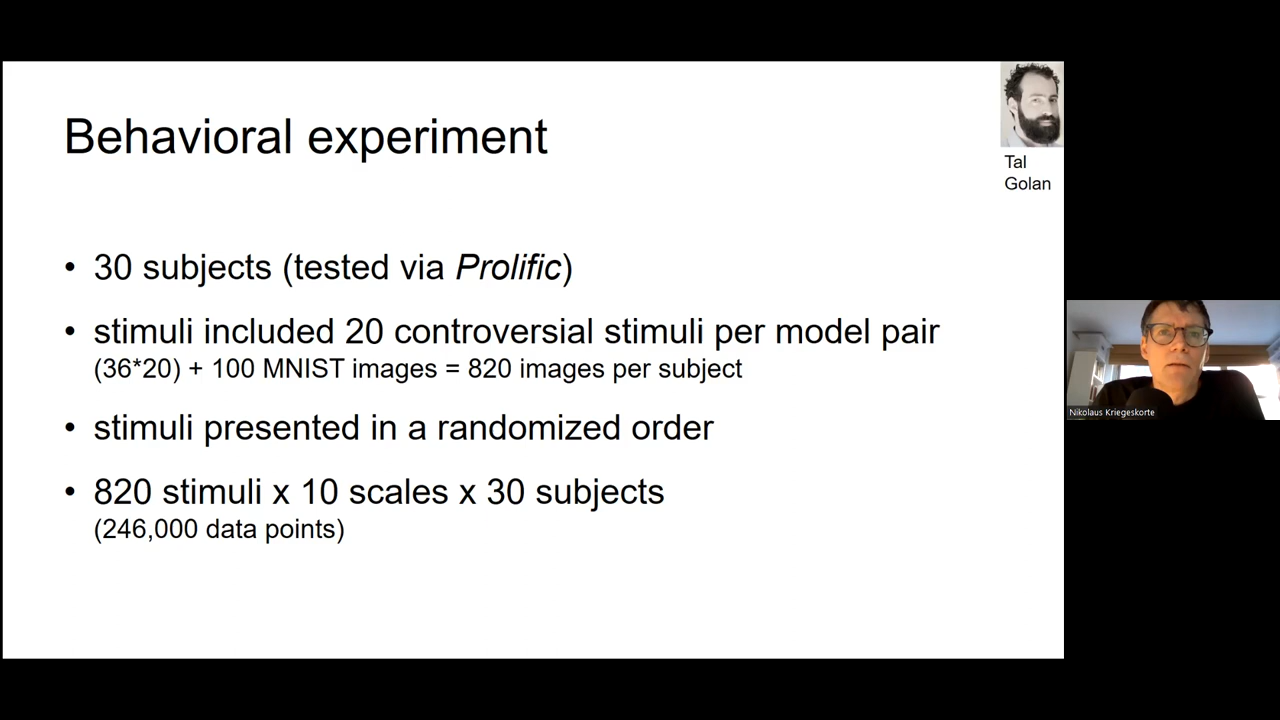 Behavioral experiment
Tal
Golan
• 30 subjects (tested via Prolific)
• stimuli included 20 controversial stimuli per model pair
(36*20) + 100 MNIST images = 820 images per subject
• stimuli presented in a randomized order
• 820 stimuli x 10 scales x 30 subjects
(246,000 data points)
Nikolaus Kriegeskorte